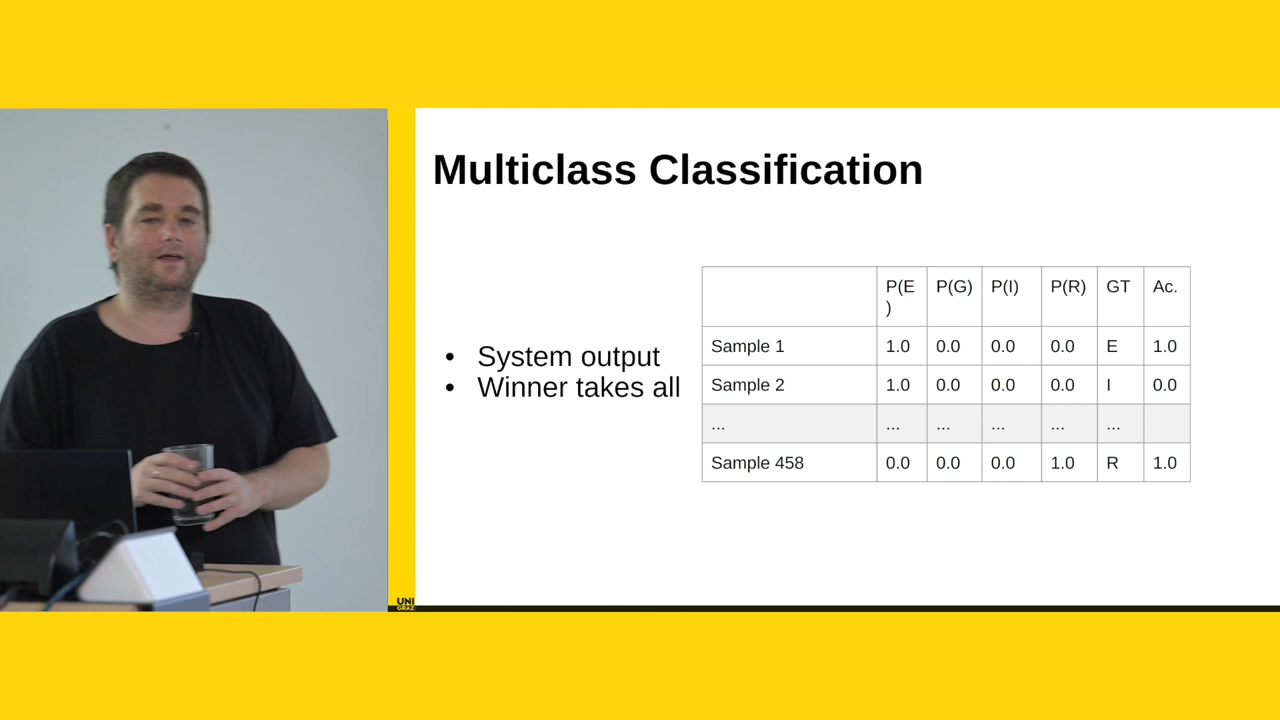 Multiclass Classification
• System output
• Winner takes all
P(E) P(G) P(I) P(R) GT Ac.
Sample 1 1.0 0.0 0.0 0.0 E 1.0
Sample 2 1.0 0.0 0.0 0.0 I 0.0
... ... ... ... ... ...
Sample 458 0.0 0.0 0.0 1.0 R 1.0
UNI
GRAZ